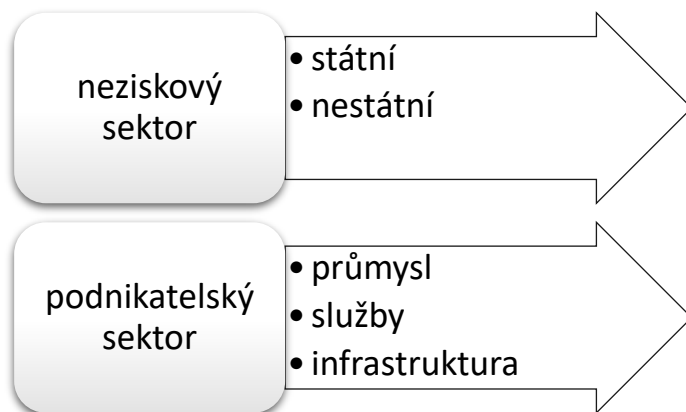 neziskový
sektor
• státní
• nestátní
podnikatelský
sektor
• průmysl
• služby
• infrastruktura